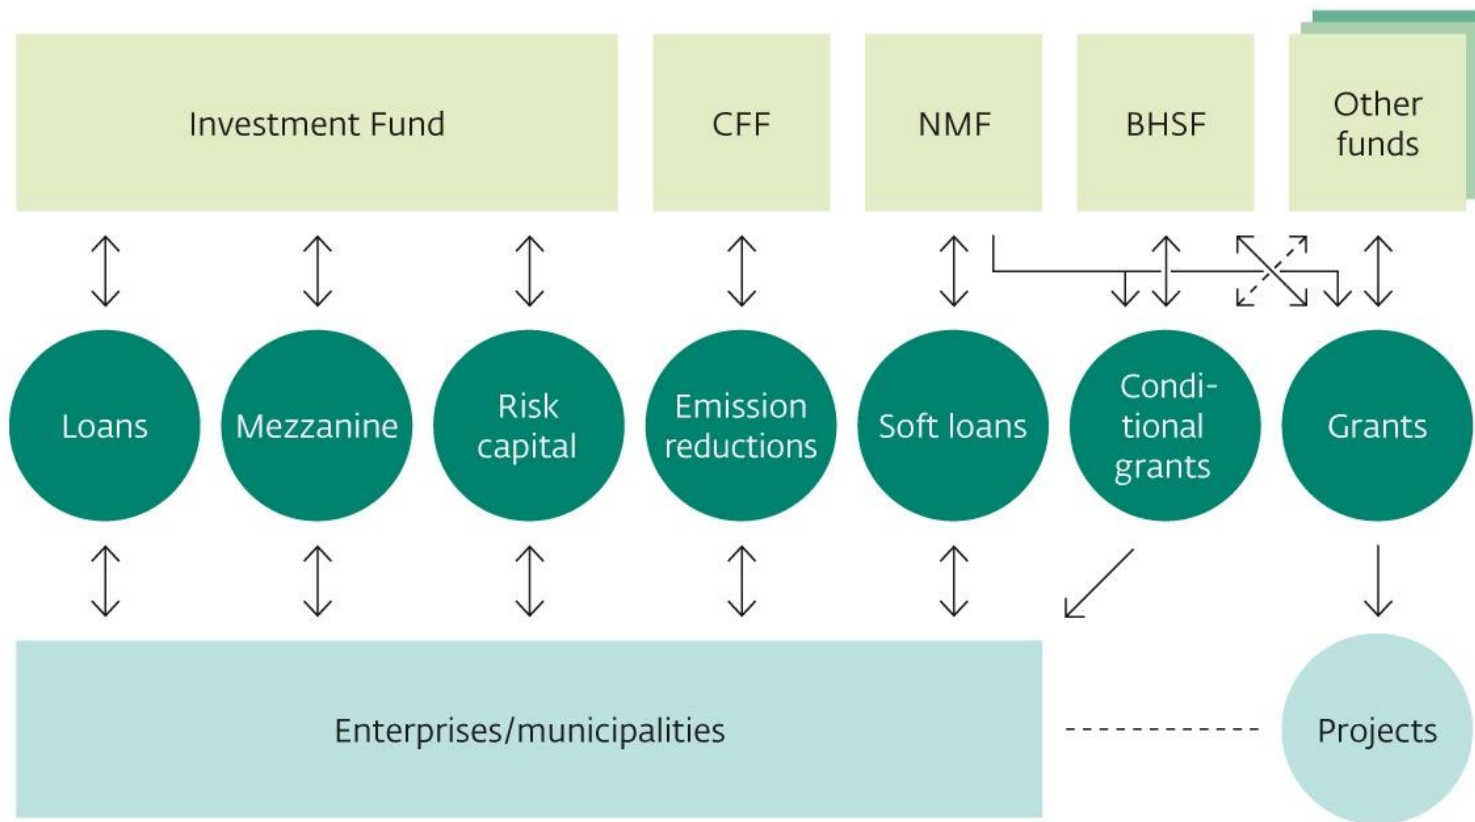 Investment Fund
CFF
NMF
BHSF
Other
funds
Loans
Mezzanine
Risk
capital
Emission
reductions
Soft loans
Condi-
tional
grants
Grants
Enterprises/municipalities
Projects